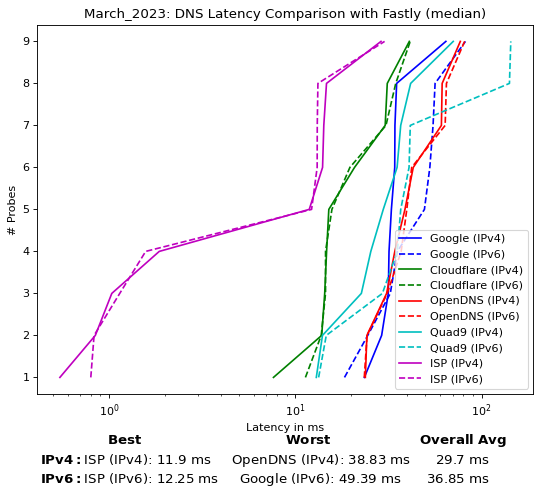 March_2023: DNS Latency Comparison with Fastly (median)
9
8
7
6
5
4
3
2
1
# Probes
Google (IPv4)
Google (IPv6)
Cloudflare (IPv4)
Cloudflare (IPv6)
OpenDNS (IPv4)
OpenDNS (IPv6)
Quad9 (IPv4)
Quad9 (IPv6)
ISP (IPv4)
ISP (IPv6)
10⁰ 10¹ 10²
Latency in ms
Best Worst Overall Avg
IPv4: ISP (IPv4): 11.9 ms OpenDNS (IPv4): 38.83 ms 29.7 ms
IPv6: ISP (IPv6): 12.25 ms Google (IPv6): 49.39 ms 36.85 ms